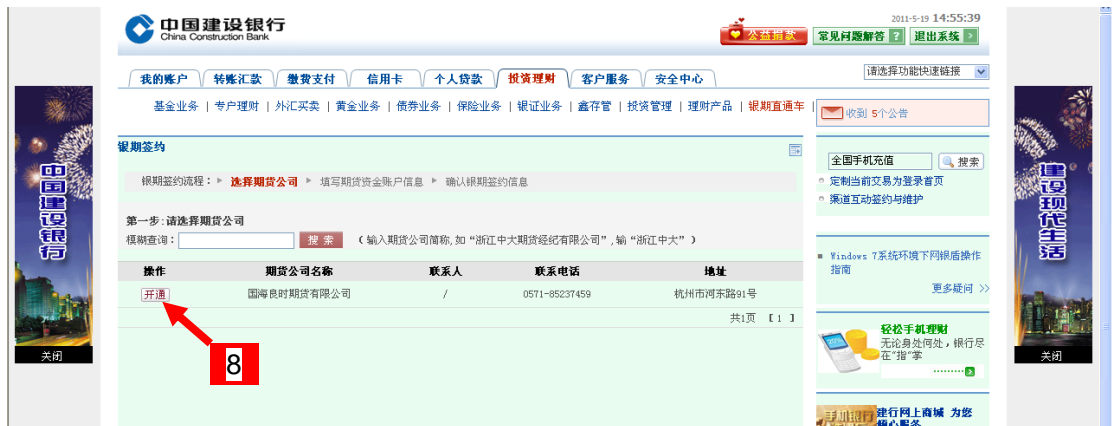 中国建设银行
China Construction Bank
2011-5-19 14:55:39
公益捐款 常见问题解答 ? 退出系统
我的账户 转账汇款 缴费支付 信用卡 个人贷款 投资理财 客户服务 安全中心
请选择功能快速链接
基金业务 | 专户理财 | 外汇买卖 | 黄金业务 | 债券业务 | 保险业务 | 银证业务 | 鑫存管 | 投资管理 | 理财产品 | 银期直通车 |
收到 5个公告
银期签约
银期签约流程: 选择期货公司 填写期货资金账户信息 确认银期签约信息
第一步:请选择期货公司
模糊查询: 搜索 (输入期货公司简称,如“浙江中大期货经纪有限公司”,输“浙江中大”)
操作 期货公司名称 联系人 联系电话 地址
开通 国海良时期货有限公司 / 0571-85237459 杭州市河东路91号
共1页 【1】
8
全国手机充值 搜索
定制当前交易为登录首页
渠道互动签约与维护
Windows 7系统环境下网银盾操作
指南
更多疑问 >>
轻松手机理财
无论身处何处,银行尽
在“指”掌
手机银行
建行网上商城 为您
中国建设银行
关闭
建设现代生活
关闭